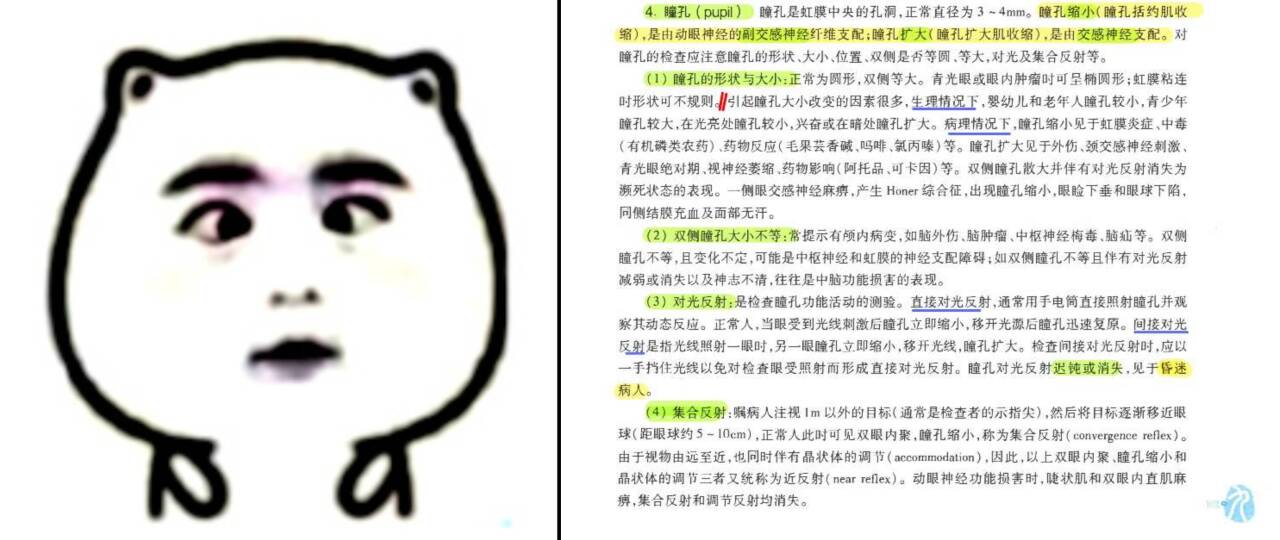 4. 瞳孔(pupil) 瞳孔是虹膜中央的孔洞,正常直径为3~4mm。瞳孔缩小(瞳孔括约肌收
缩),是由动眼神经的副交感神经纤维支配;瞳孔扩大(瞳孔扩大肌收缩),是由交感神经支配。对
瞳孔的检查应注意瞳孔的形状、大小、位置、双侧是否等圆、等大,对光及集合反射等。
(1) 瞳孔的形状与大小:正常为圆形,双侧等大。青光眼或眼内肿瘤时可呈椭圆形;虹膜粘连
时形状可不规则。引起瞳孔大小改变的因素很多,生理情况下,婴幼儿和老年人瞳孔较小,青少年
瞳孔较大,在光亮处瞳孔较小,兴奋或在暗处瞳孔扩大。病理情况下,瞳孔缩小见于虹膜炎症、中毒
(有机磷类农药)、药物反应(毛果芸香碱、吗啡、氯丙嗪)等。瞳孔扩大见于外伤、颈交感神经刺激、
青光眼绝对期、视神经萎缩、药物影响(阿托品、可卡因)等。双侧瞳孔散大并伴有对光反射消失为
濒死状态的表现。一侧眼交感神经麻痹,产生 Honer 综合征,出现瞳孔缩小,眼睑下垂和眼球下陷,
同侧结膜充血及面部无汗。
(2) 双侧瞳孔大小不等:常提示有颅内病变,如脑外伤、脑肿瘤、中枢神经梅毒、脑疝等。双侧
瞳孔不等,且变化不定,可能是中枢神经和虹膜的神经支配障碍;如双侧瞳孔不等且伴有对光反射
减弱或消失以及神志不清,往往是中脑功能损害的表现。
(3) 对光反射:是检查瞳孔功能活动的测验。直接对光反射,通常用手电筒直接照射瞳孔并观
察其动态反应。正常人,当眼受到光线刺激后瞳孔立即缩小,移开光源后瞳孔迅速复原。间接对光
反射是指光线照射一眼时,另一眼瞳孔立即缩小,移开光线,瞳孔扩大。检查间接对光反射时,应以
一手挡住光线以免对检查眼受照射而形成直接对光反射。瞳孔对光反射迟钝或消失,见于昏迷
病人。
(4) 集合反射:嘱病人注视1m以外的目标(通常是检查者的示指尖),然后将目标逐渐移近眼
球(距眼球约5~10cm),正常人此时可见双眼内聚,瞳孔缩小,称为集合反射(convergence reflex)。
由于视物由远至近,也同时伴有晶状体的调节(accommodation),因此,以上双眼内聚、瞳孔缩小和
晶状体的调节三者又统称为近反射(near reflex)。动眼神经功能损害时,睫状肌和双眼内直肌麻
痹,集合反射和调节反射均消失。